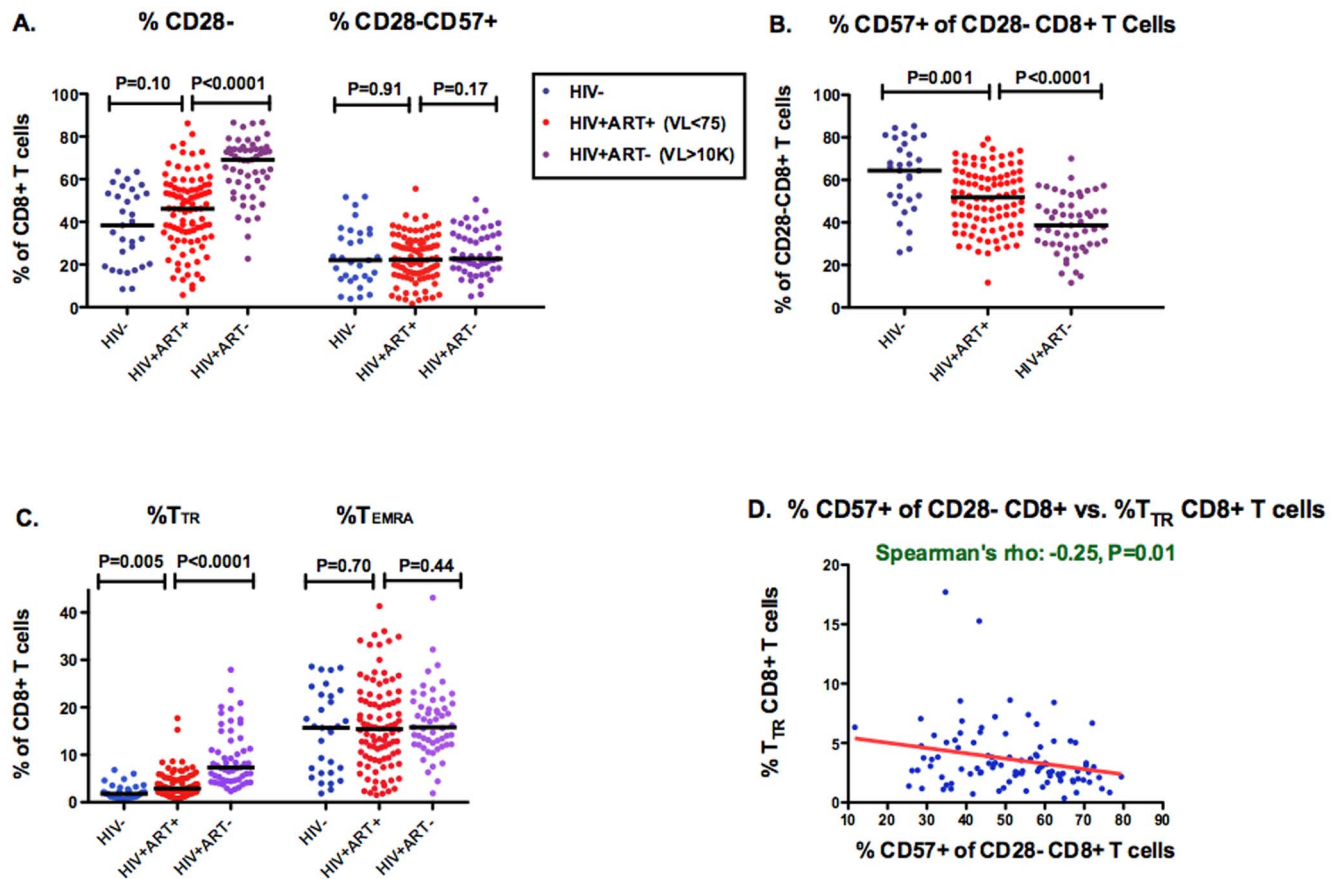 A.
% CD28-
% CD28-CD57+
P=0.10
P<0.0001
P=0.91
P=0.17
% of CD8+ T cells
100
80
60
40
20
0
HIV-
HIV+ART+
HIV+ART-
HIV-
HIV+ART+
HIV+ART-
HIV-
HIV+ART+ (VL<75)
HIV+ART- (VL>10K)
B.
% CD57+ of CD28- CD8+ T Cells
P=0.001
P<0.0001
% of CD28-CD8+ T cells
100
80
60
40
20
0
HIV-
HIV+ART+
HIV+ART-
C.
%TTR
%TEMRA
P=0.005
P<0.0001
P=0.70
P=0.44
% of CD8+ T cells
40
30
20
10
0
HIV-
HIV+ART+
HIV+ART-
HIV-
HIV+ART+
HIV+ART-
D. % CD57+ of CD28- CD8+ vs. %TTR CD8+ T cells
Spearman's rho: -0.25, P=0.01
% TTR CD8+ T cells
20
15
10
5
0
10 20 30 40 50 60 70 80 90
% CD57+ of CD28- CD8+ T cells